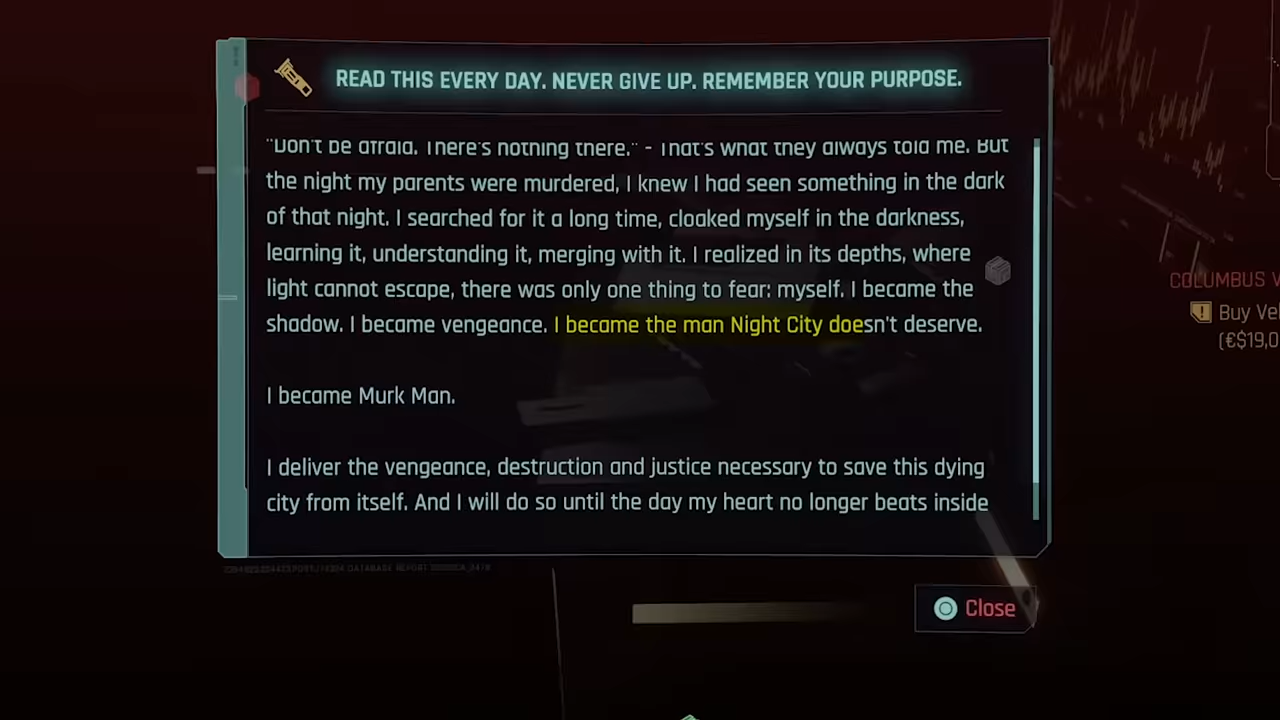 READ THIS EVERY DAY. NEVER GIVE UP. REMEMBER YOUR PURPOSE.
"Don't be afraid. There's nothing there." - That's what they always told me. But
the night my parents were murdered, I knew I had seen something in the dark
of that night. I searched for it a long time, cloaked myself in the darkness,
learning it, understanding it, merging with it. I realized in its depths, where
light cannot escape, there was only one thing to fear: myself. I became the
shadow. I became vengeance. I became the man Night City doesn't deserve.
I became Murk Man.
I deliver the vengeance, destruction and justice necessary to save this dying
city from itself. And I will do so until the day my heart no longer beats inside
COLUMBUS V
Buy Vel
(€$19,0
Close